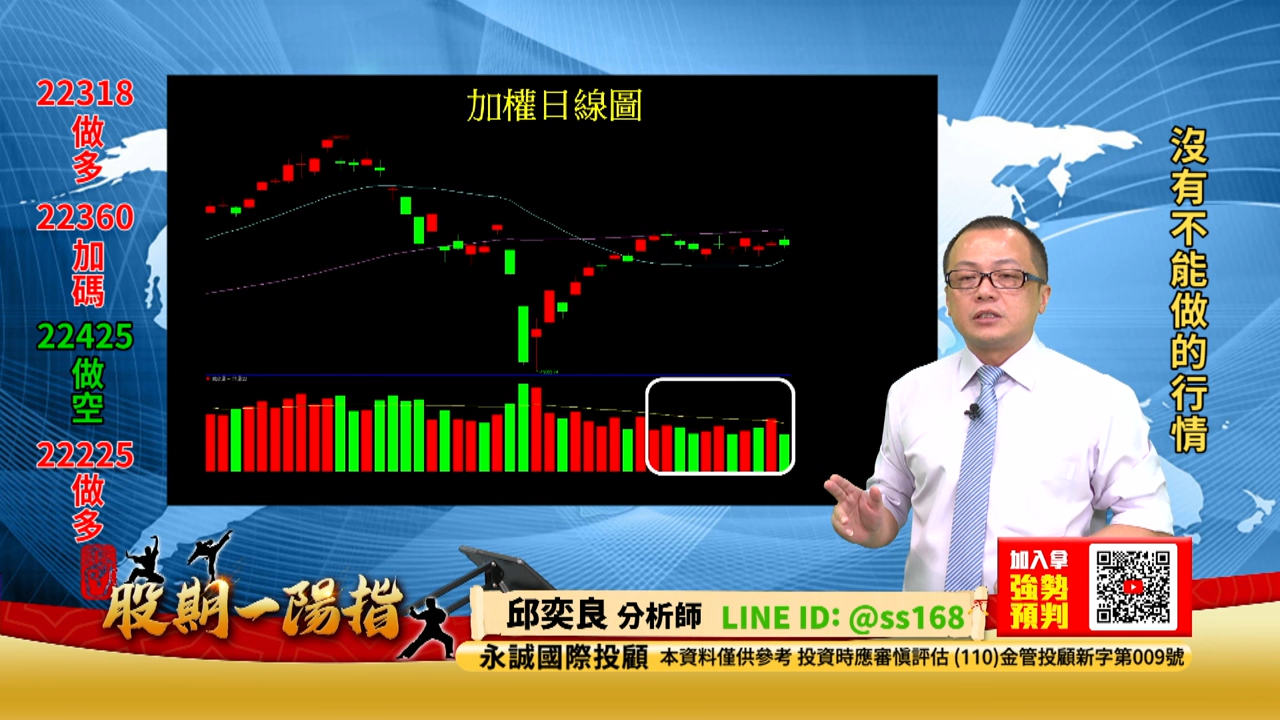 22318
做
多
22360
加
碼
22425
做
空
22225
做
多
加權日線圖
沒有不能做的行情
股期一陽指
邱奕良 分析師 LINE ID: @ss168
永誠國際投顧 本資料僅供參考 投資時應審慎評估 (110)金管投顧新字第009號
加入拿
強勢
預判